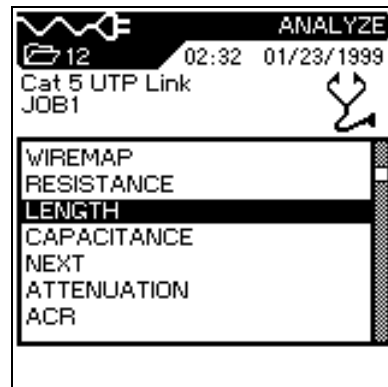 ANALYZE
12 02:32 01/23/1999
Cat 5 UTP Link
JOB1
WIREMAP
RESISTANCE
LENGTH
CAPACITANCE
NEXT
ATTENUATION
ACR